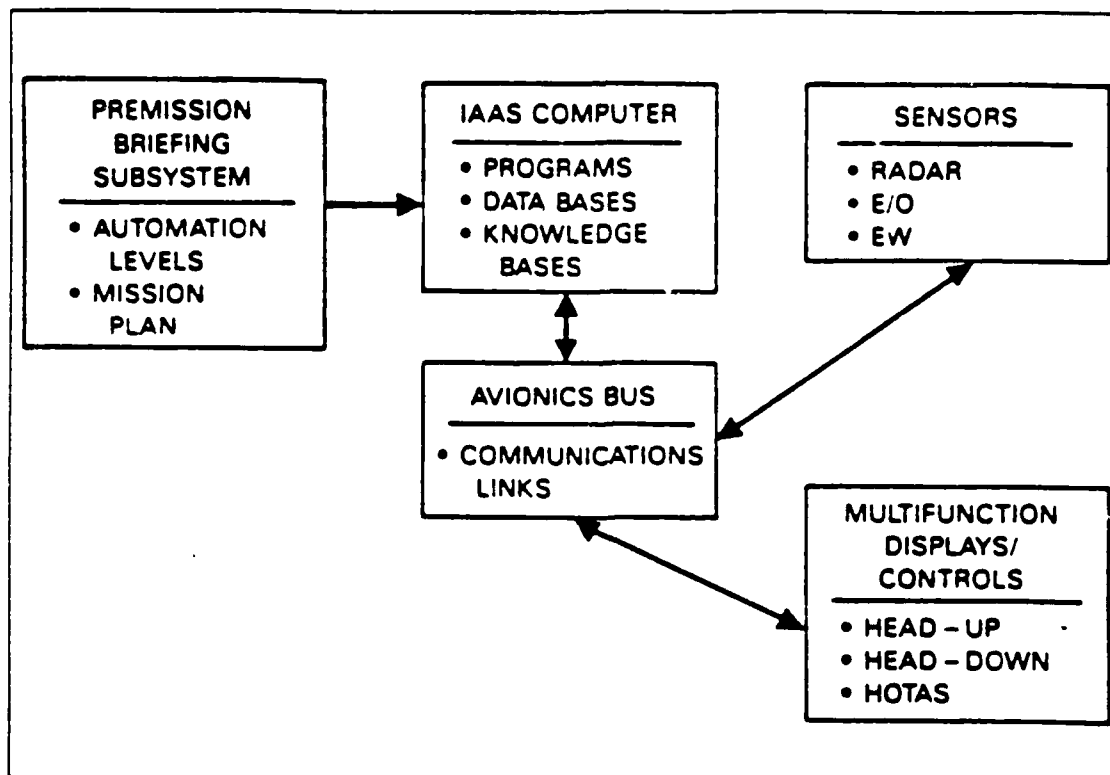 PREMISSION
BRIEFING
SUBSYSTEM
• AUTOMATION
LEVELS
• MISSION
PLAN
IAAS COMPUTER
• PROGRAMS
• DATA BASES
• KNOWLEDGE
BASES
SENSORS
• RADAR
• E/O
• EW
AVIONICS BUS
• COMMUNICATIONS
LINKS
MULTIFUNCTION
DISPLAYS/
CONTROLS
• HEAD – UP
• HEAD – DOWN
• HOTAS